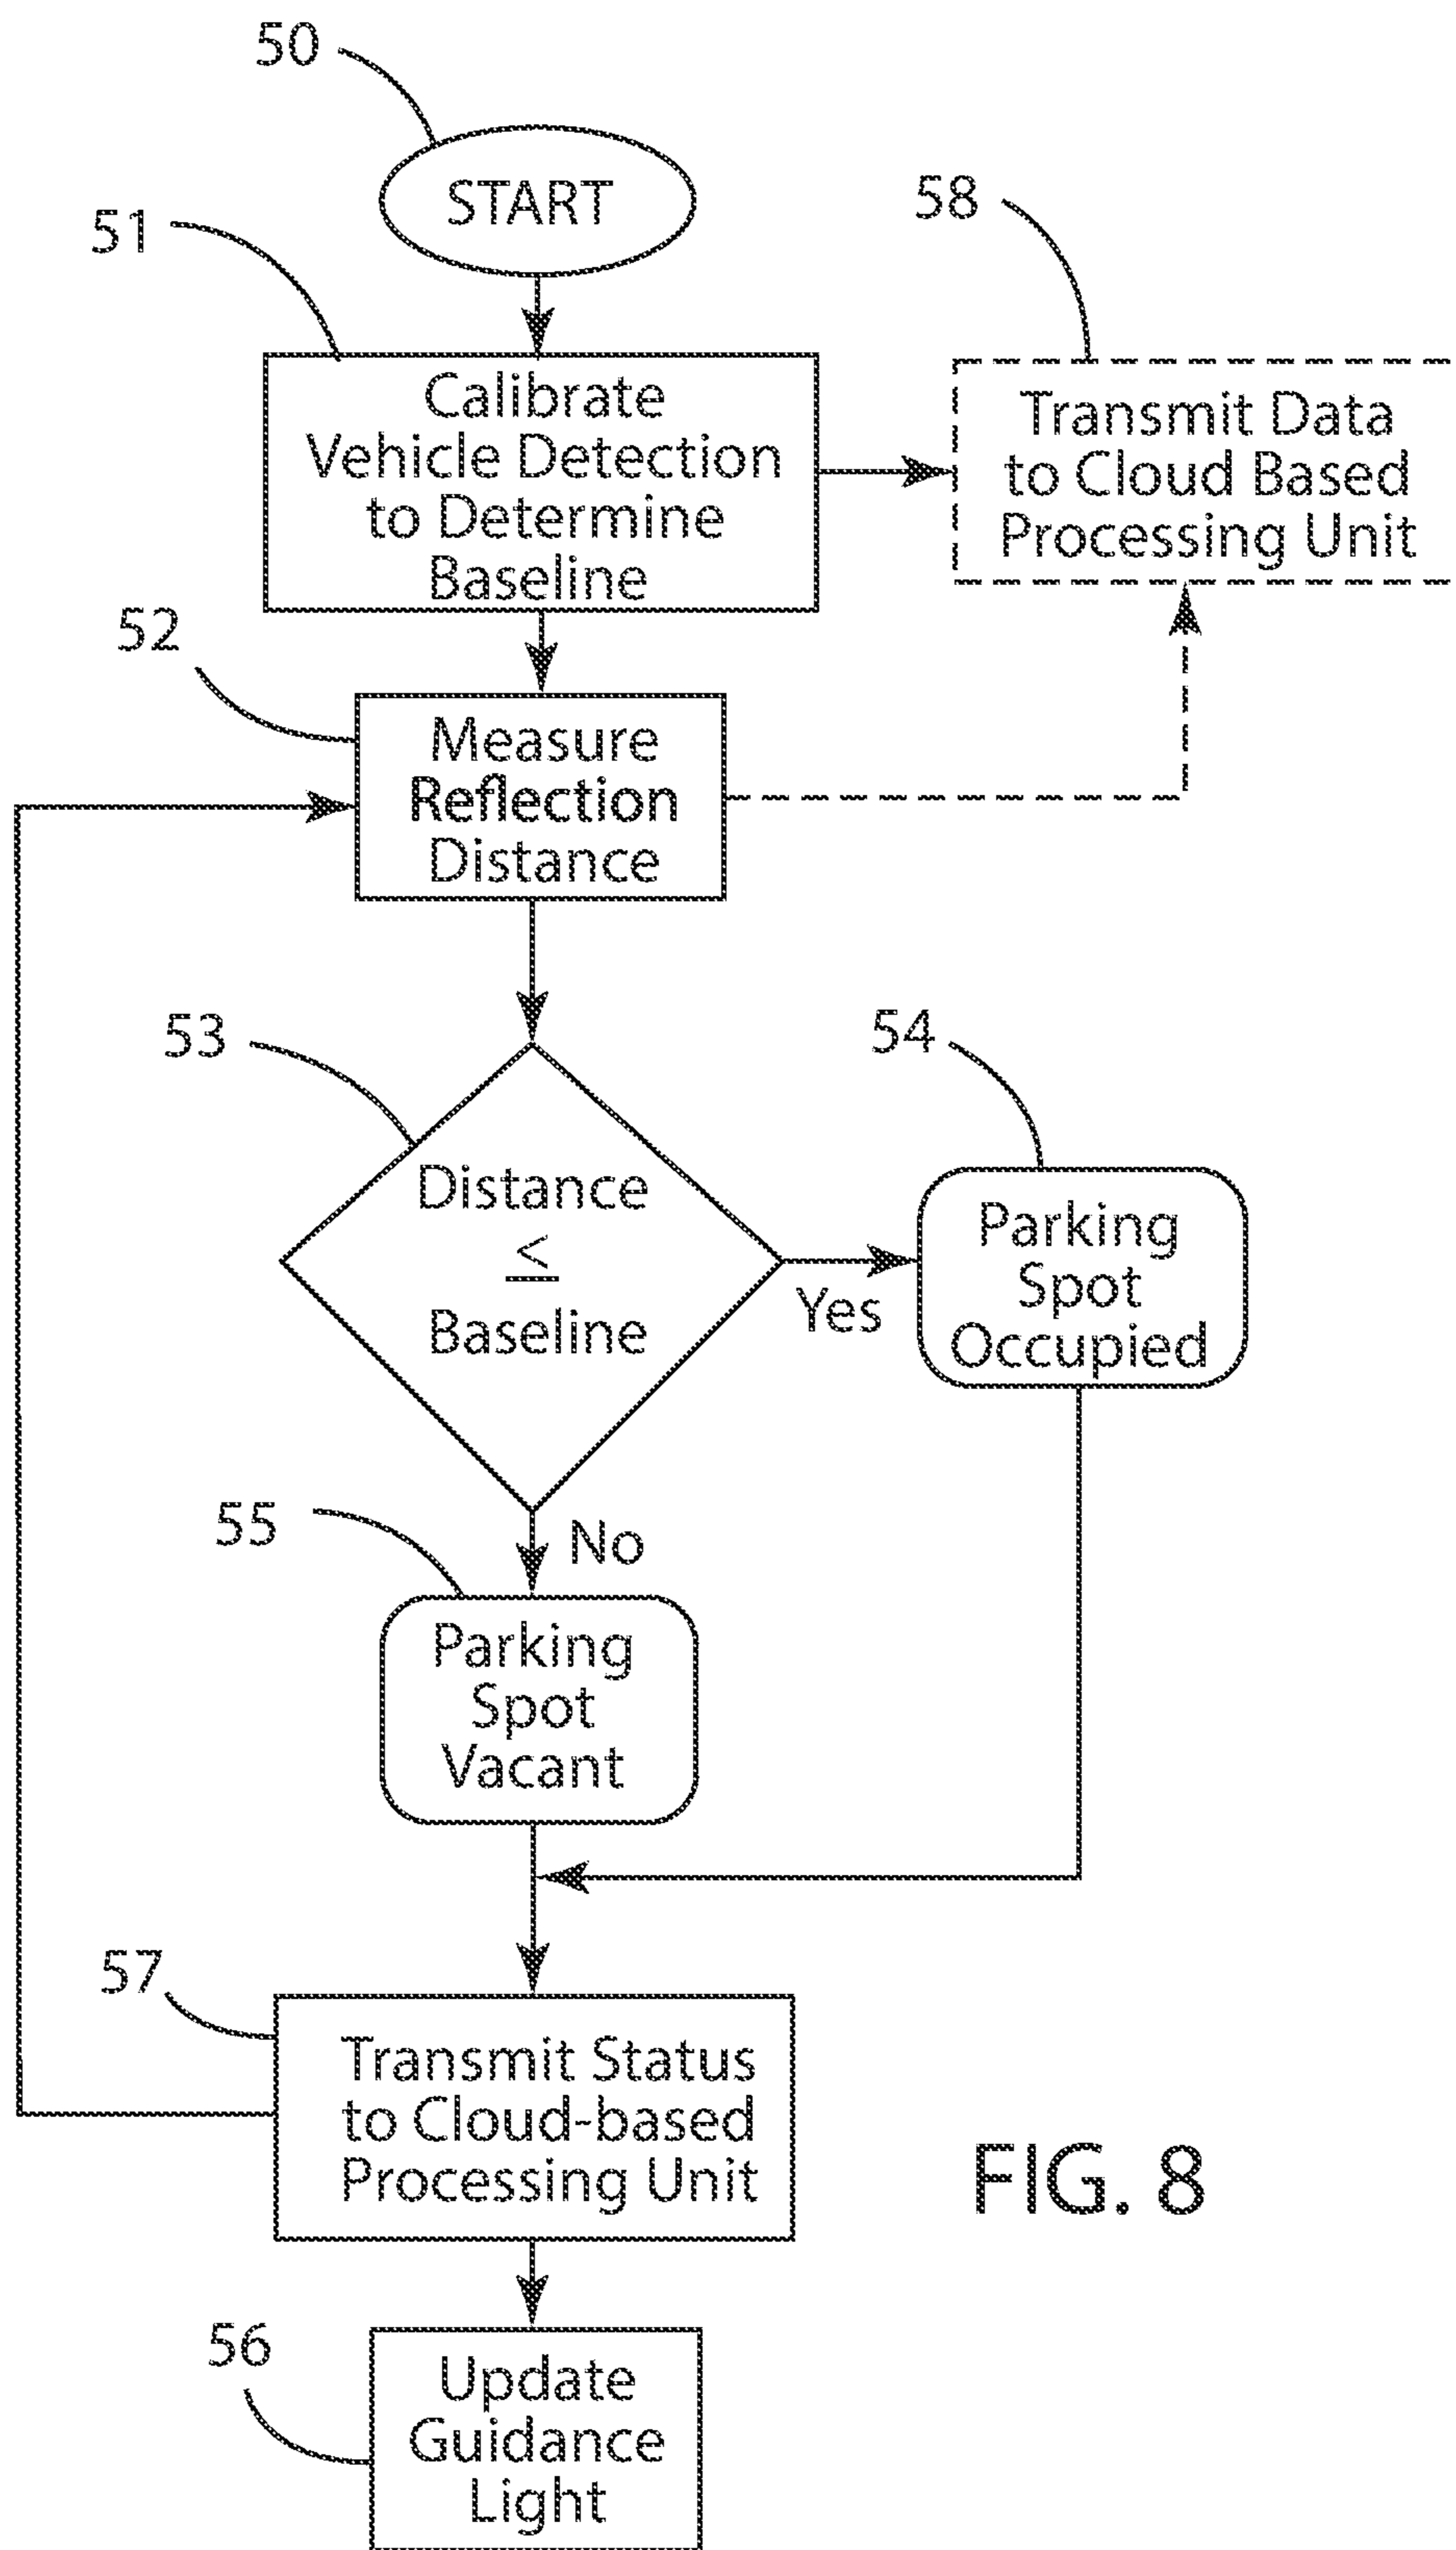 50
START
51
58
Calibrate
Vehicle Detection
to Determine
Baseline
Transmit Data
to Cloud Based
Processing Unit
52
Measure
Reflection
Distance
53
54
Distance
≤
Baseline
Yes
Parking
Spot
Occupied
55
No
Parking
Spot
Vacant
57
Transmit Status
to Cloud-based
Processing Unit
FIG. 8
56
Update
Guidance
Light